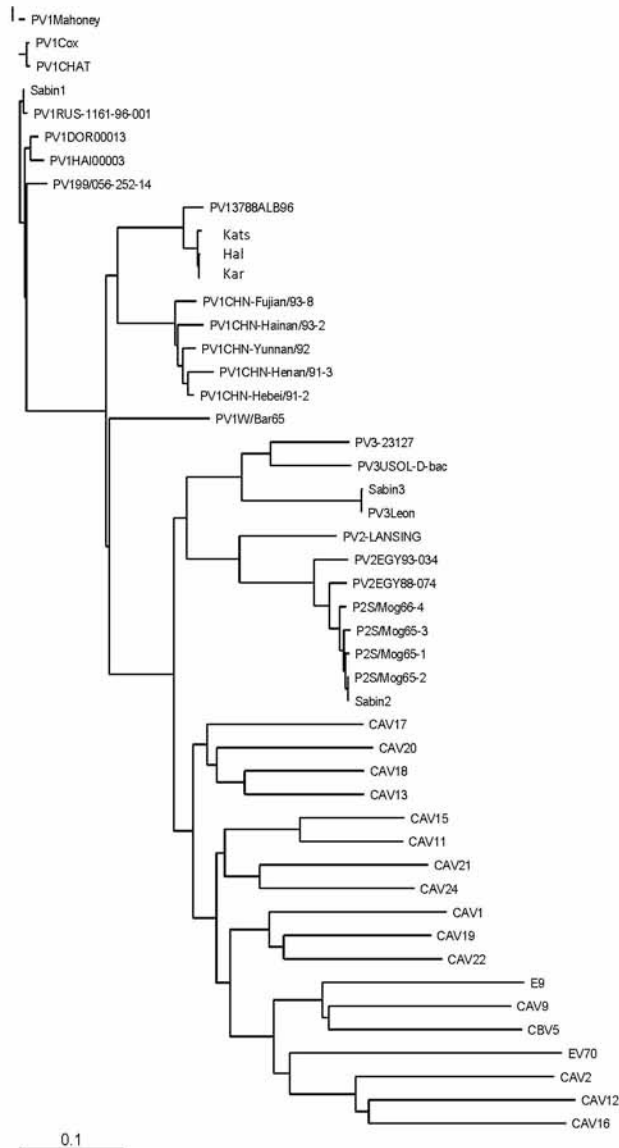 PV1Mahoney
PV1Cox
PV1CHAT
Sabin1
PV1RUS-1161-96-001
PV1DOR00013
PV1HAI00003
PV199/056-252-14
PV13788ALB96
Kats
Hal
Kar
PV1CHN-Fujian/93-8
PV1CHN-Hainan/93-2
PV1CHN-Yunnan/92
PV1CHN-Henan/91-3
PV1CHN-Hebei/91-2
PV1W/Bar65
PV3-23127
PV3USOL-D-bac
Sabin3
PV3Leon
PV2-LANSING
PV2EGY93-034
PV2EGY88-074
P2S/Mog66-4
P2S/Mog65-3
P2S/Mog65-1
P2S/Mog65-2
Sabin2
CAV17
CAV20
CAV18
CAV13
CAV15
CAV11
CAV21
CAV24
CAV1
CAV19
CAV22
E9
CAV9
CBV5
EV70
CAV2
CAV12
CAV16
0.1